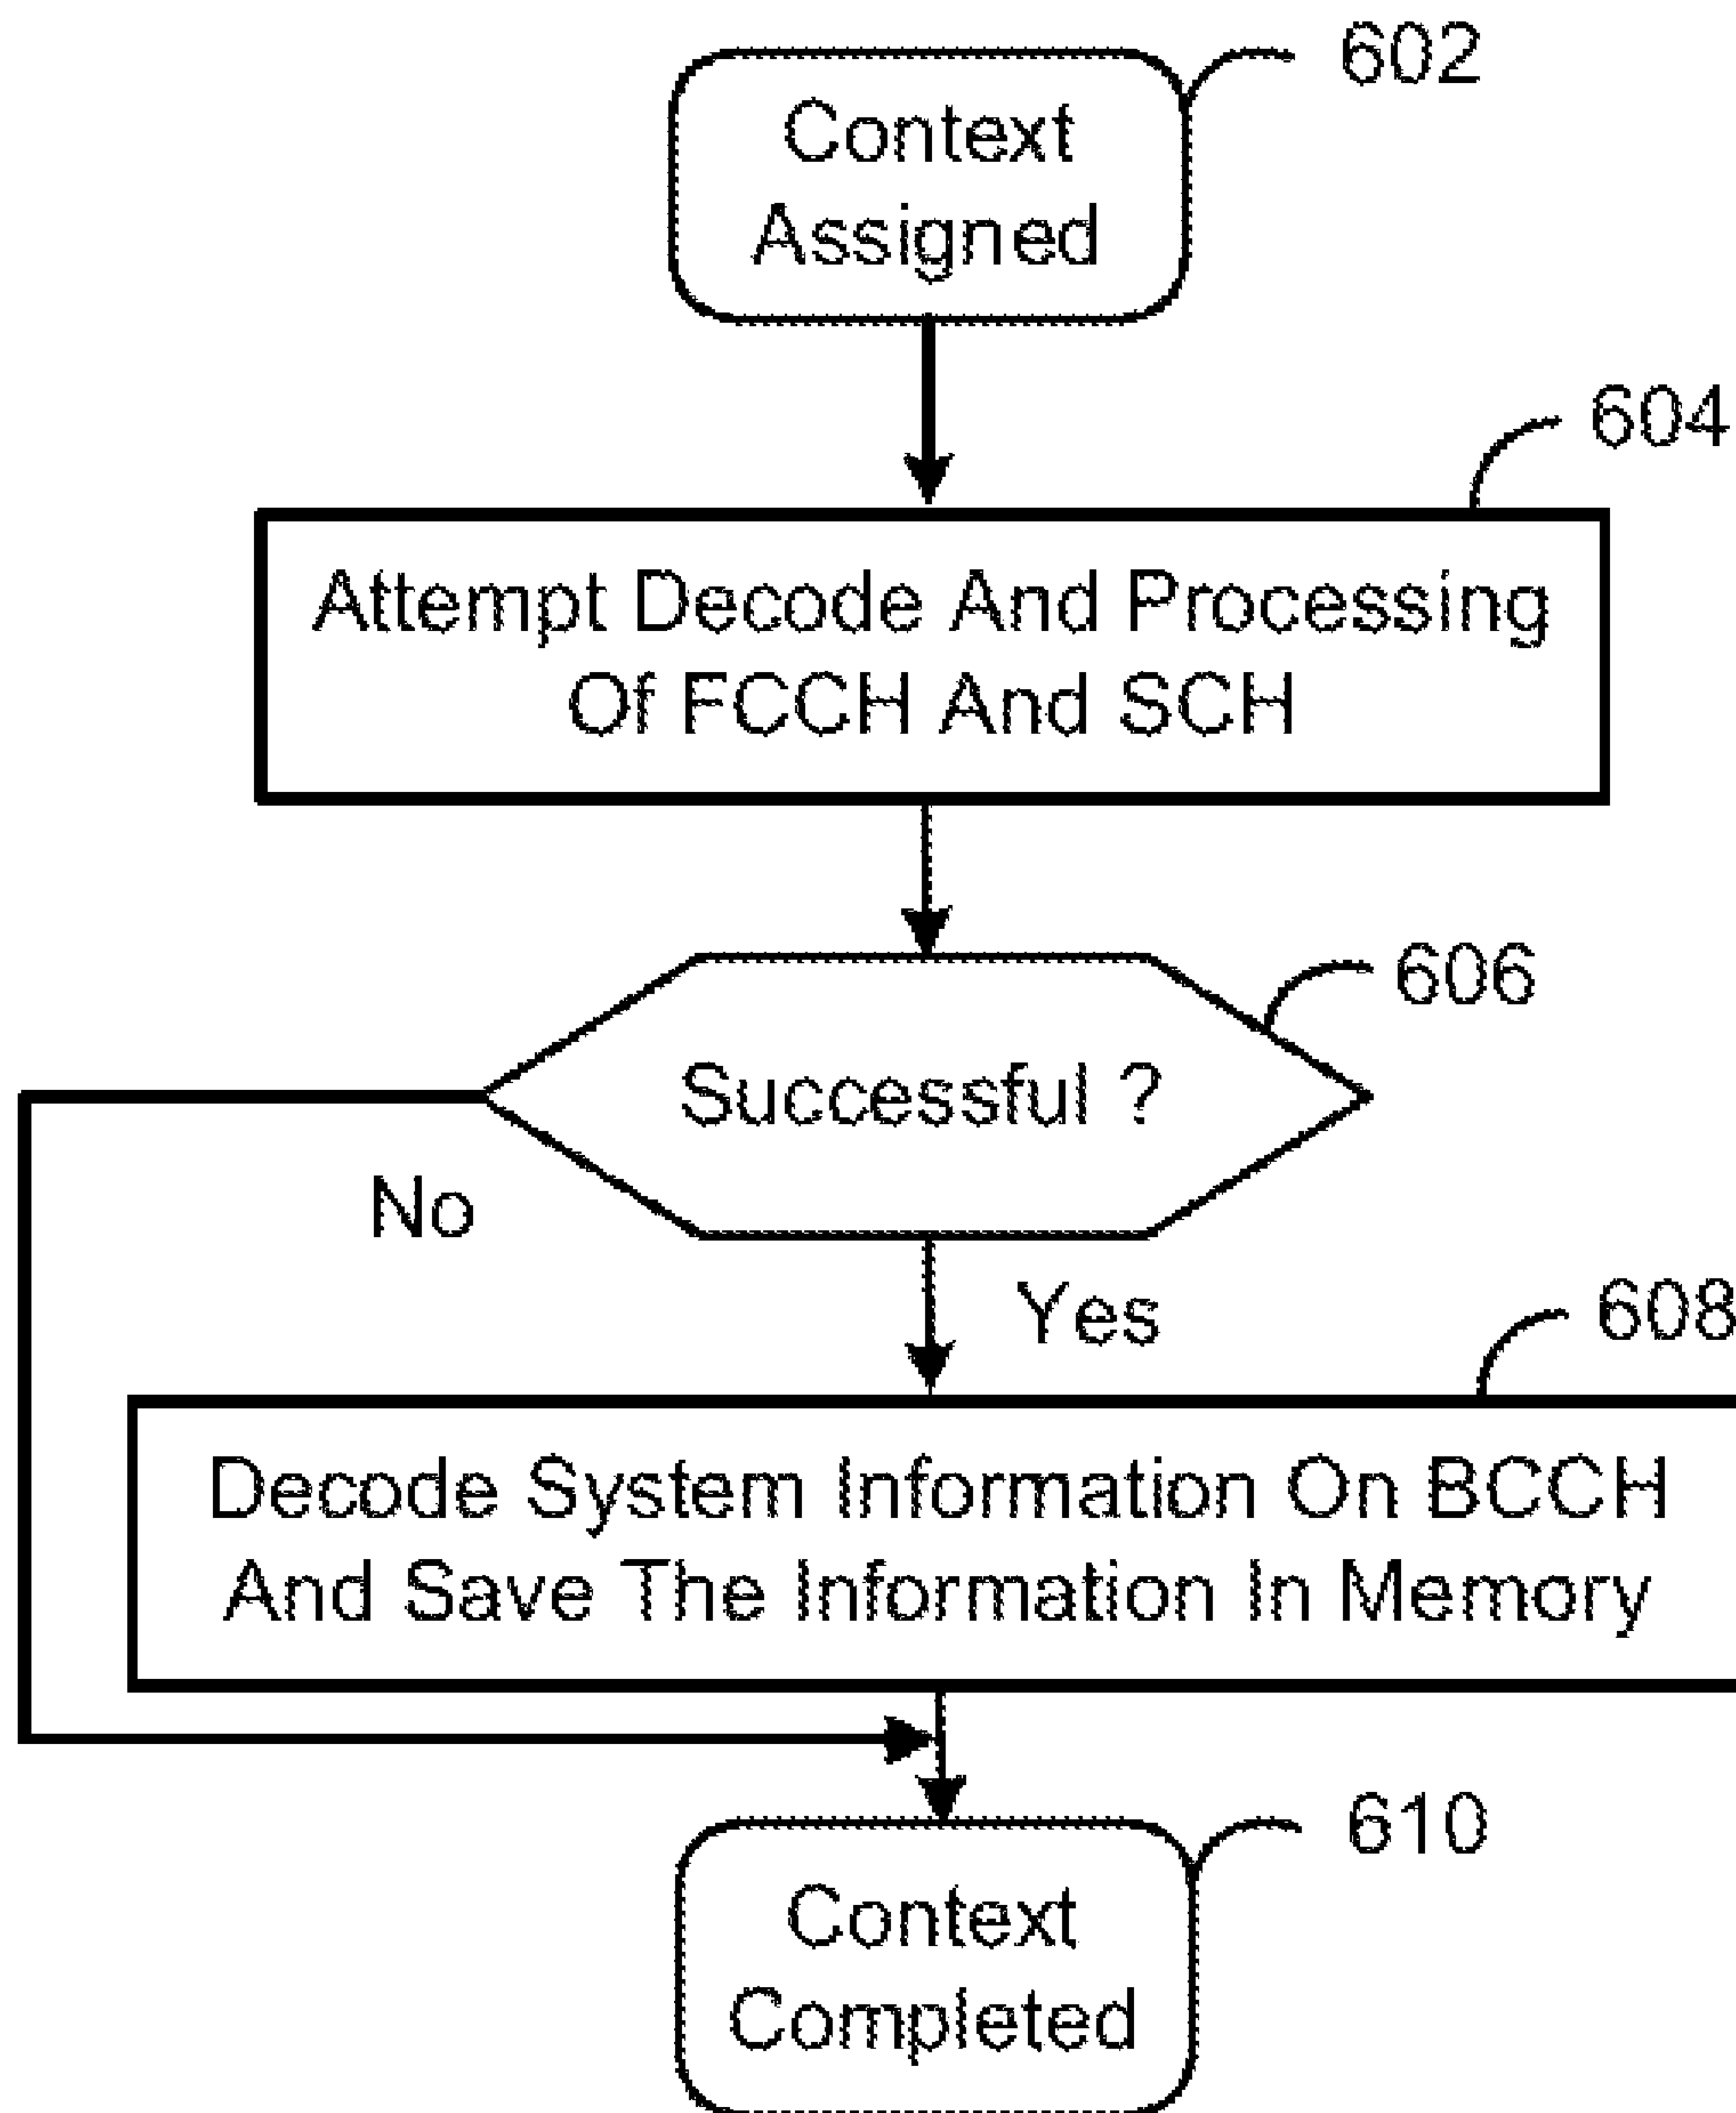 602
Context
Assigned
604
Attempt Decode And Processing
Of FCCH And SCH
606
Successful ?
No
Yes
608
Decode System Information On BCCH
And Save The Information In Memory
610
Context
Completed